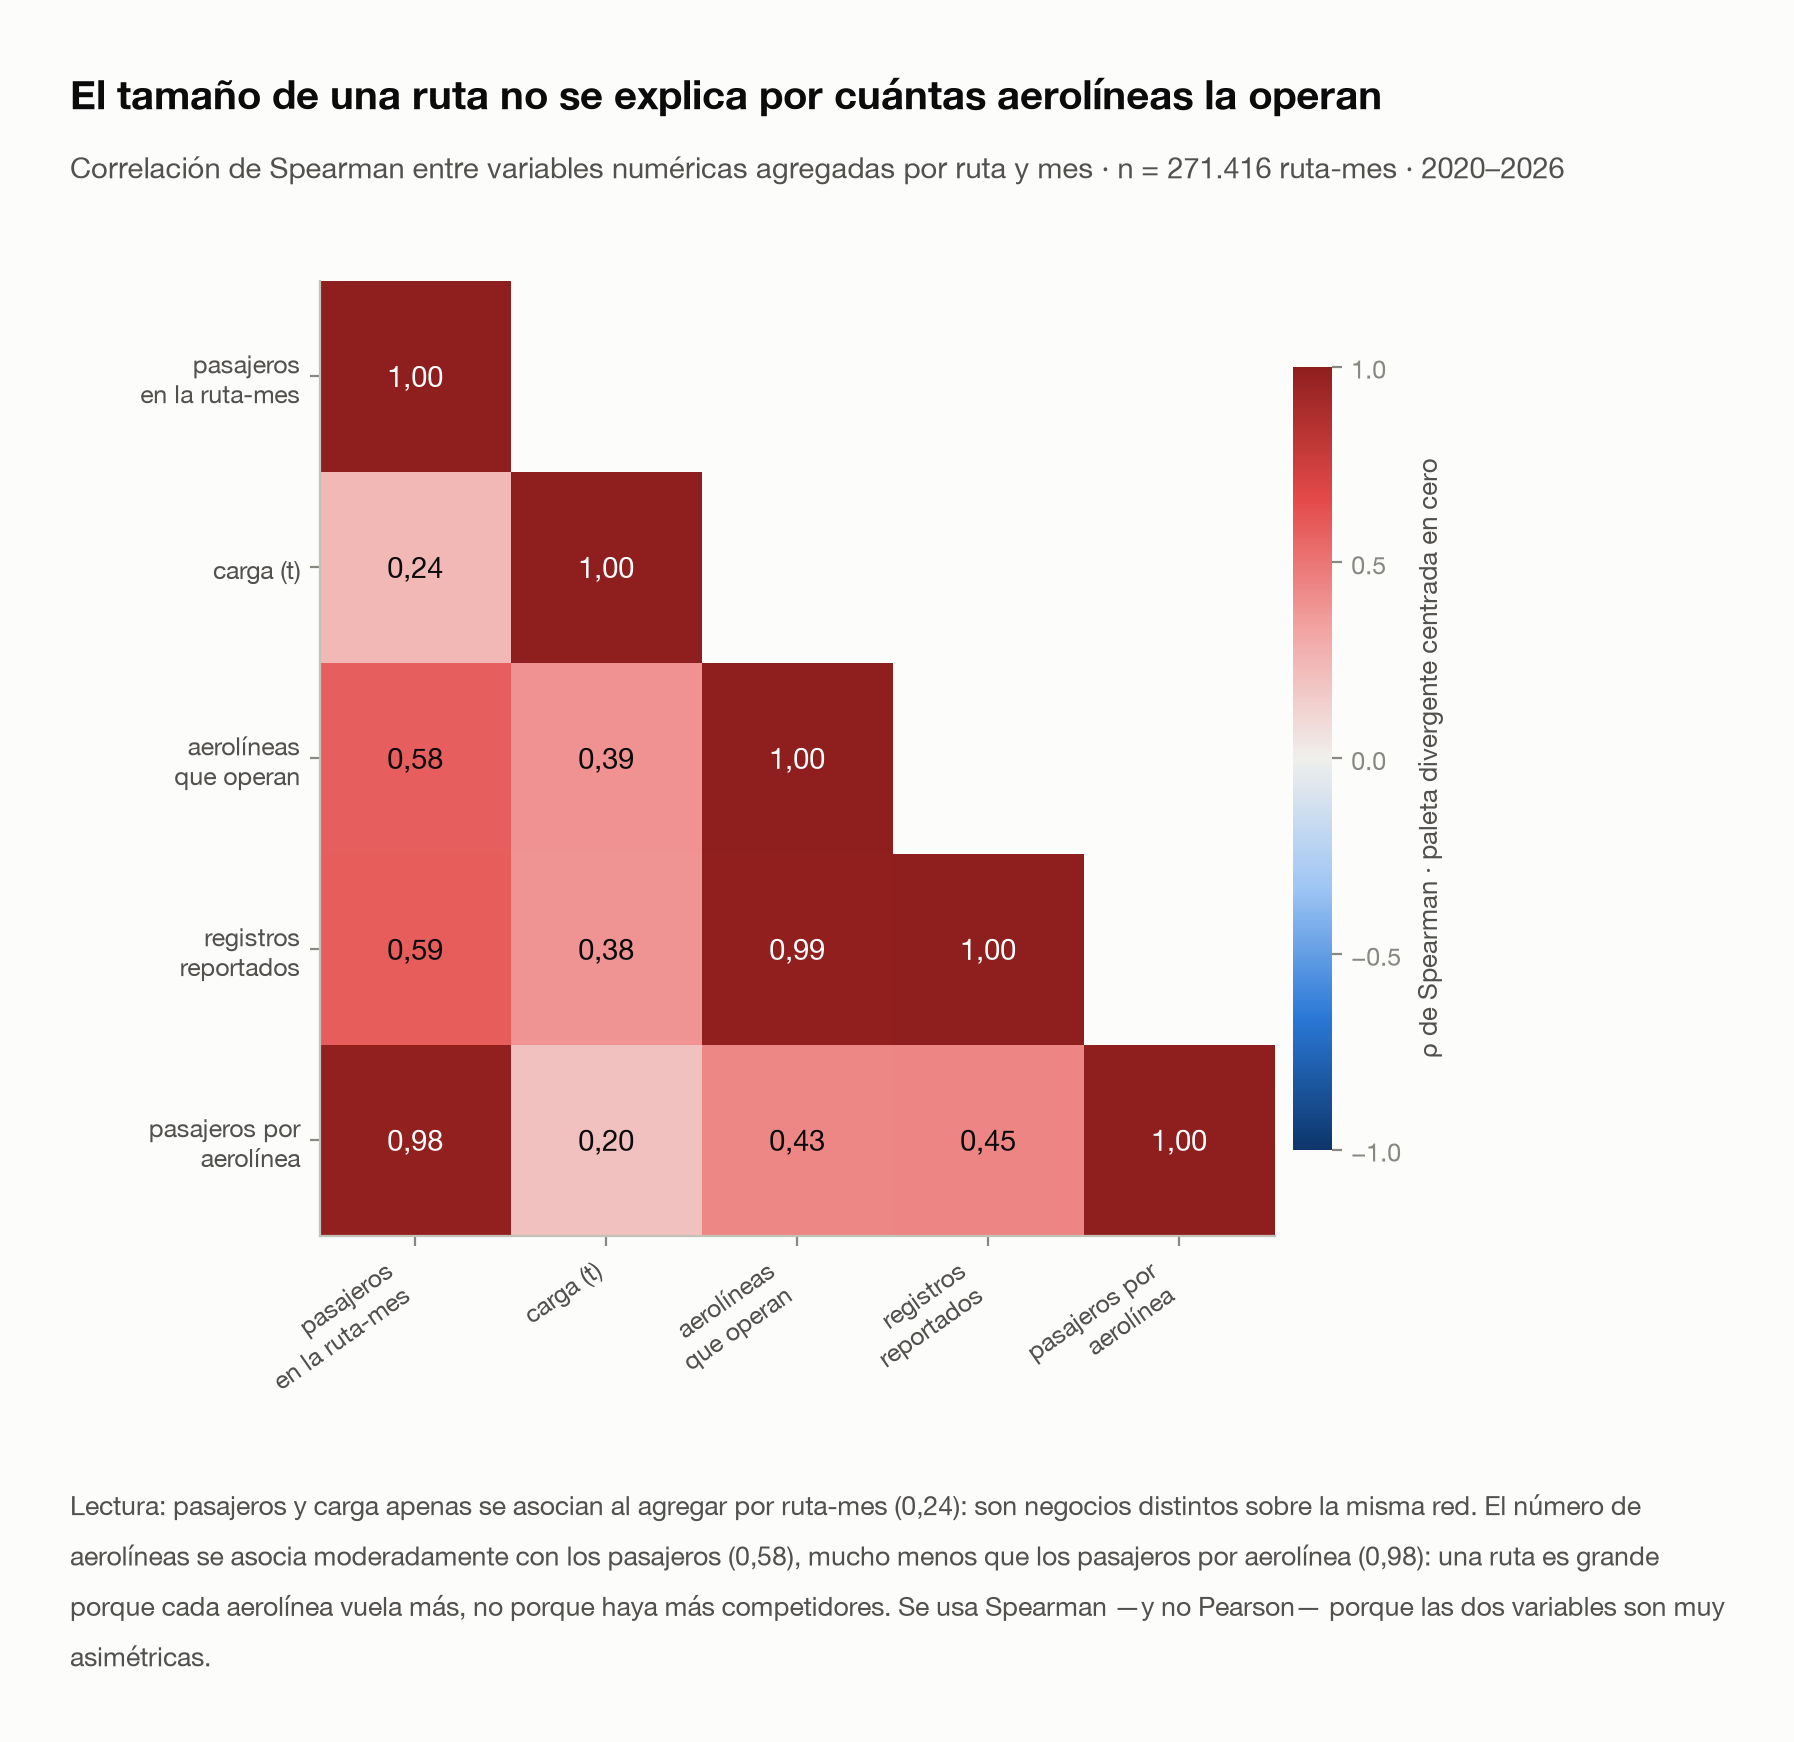 El tamaño de una ruta no se explica por cuántas aerolíneas la operan
Correlación de Spearman entre variables numéricas agregadas por ruta y mes · n = 271.416 ruta-mes · 2020–2026
pasajeros
en la ruta-mes
1,00
carga (t)
0,24
1,00
aerolíneas
que operan
0,58
0,39
1,00
registros
reportados
0,59
0,38
0,99
1,00
pasajeros por
aerolínea
0,98
0,20
0,43
0,45
1,00
pasajeros
en la ruta-mes
carga (t)
aerolíneas
que operan
registros
reportados
pasajeros por
aerolínea
1.0
0.5
0.0
−0.5
−1.0
ρ de Spearman · paleta divergente centrada en cero
Lectura: pasajeros y carga apenas se asocian al agregar por ruta-mes (0,24): son negocios distintos sobre la misma red. El número de
aerolíneas se asocia moderadamente con los pasajeros (0,58), mucho menos que los pasajeros por aerolínea (0,98): una ruta es grande
porque cada aerolínea vuela más, no porque haya más competidores. Se usa Spearman —y no Pearson— porque las dos variables son muy
asimétricas.